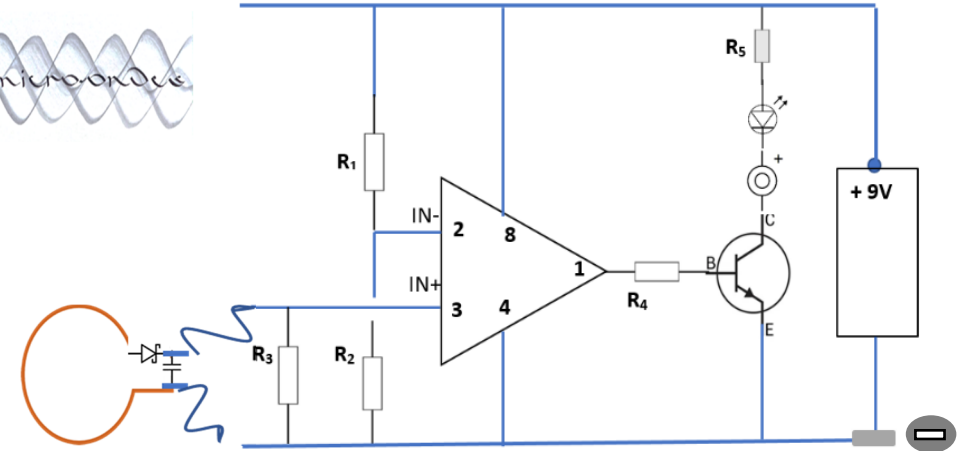 micro-ondes
R5
+
R1
+ 9V
IN-
2
8
C
1
B
IN+
R4
3
4
E
R3
R2